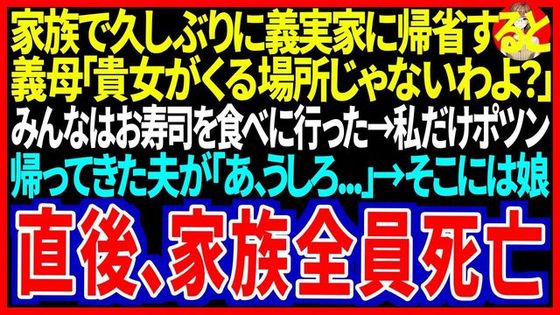 家族で久しぶりに義実家に帰省すると
義母「貴女がくる場所じゃないわよ?」
みんなはお寿司を食べに行った→私だけポツン
帰ってきた夫が「あ、うしろ...」→そこには娘
直後、家族全員死亡